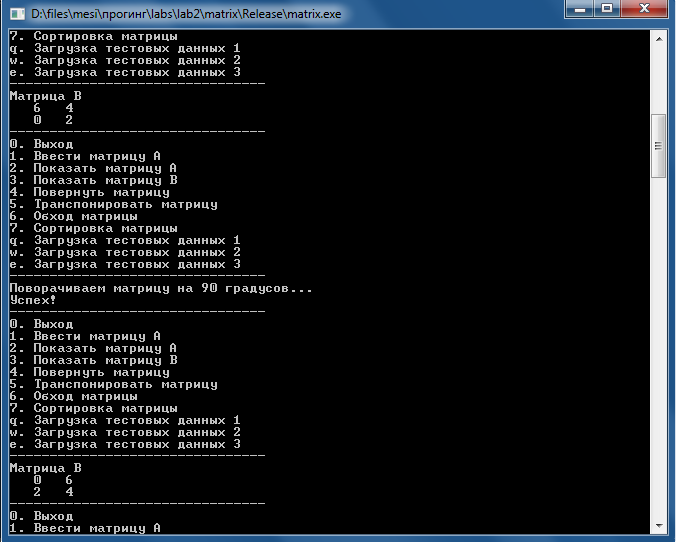 D:\files\mesi\прогинг\labs\lab2\matrix\Release\matrix.exe
7. Сортировка матрицы
q. Загрузка тестовых данных 1
w. Загрузка тестовых данных 2
e. Загрузка тестовых данных 3
--------------------------------
Матрица B
6 4
0 2
--------------------------------
0. Выход
1. Ввести матрицу A
2. Показать матрицу A
3. Показать матрицу B
4. Повернуть матрицу
5. Транспонировать матрицу
6. Обход матрицы
7. Сортировка матрицы
q. Загрузка тестовых данных 1
w. Загрузка тестовых данных 2
e. Загрузка тестовых данных 3
--------------------------------
Поворачиваем матрицу на 90 градусов...
Успех!
--------------------------------
0. Выход
1. Ввести матрицу A
2. Показать матрицу A
3. Показать матрицу B
4. Повернуть матрицу
5. Транспонировать матрицу
6. Обход матрицы
7. Сортировка матрицы
q. Загрузка тестовых данных 1
w. Загрузка тестовых данных 2
e. Загрузка тестовых данных 3
--------------------------------
Матрица B
0 6
2 4
--------------------------------
0. Выход
1. Ввести матрицу A